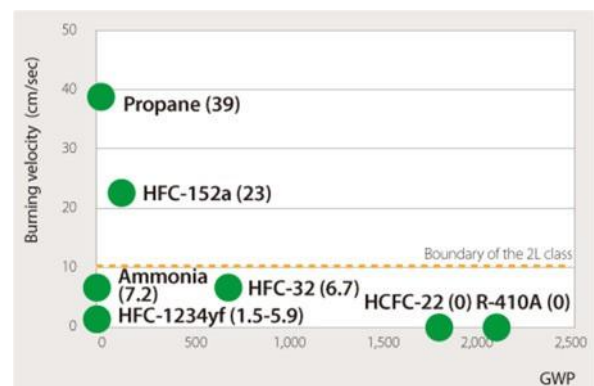 Burning velocity (cm/sec)
50
40
30
20
10
0
Propane (39)
HFC-152a (23)
Boundary of the 2L class
Ammonia
(7.2)
HFC-32 (6.7)
HFC-1234yf (1.5-5.9)
HCFC-22 (0) R-410A (0)
0 500 1,000 1,500 2,000 2,500
GWP